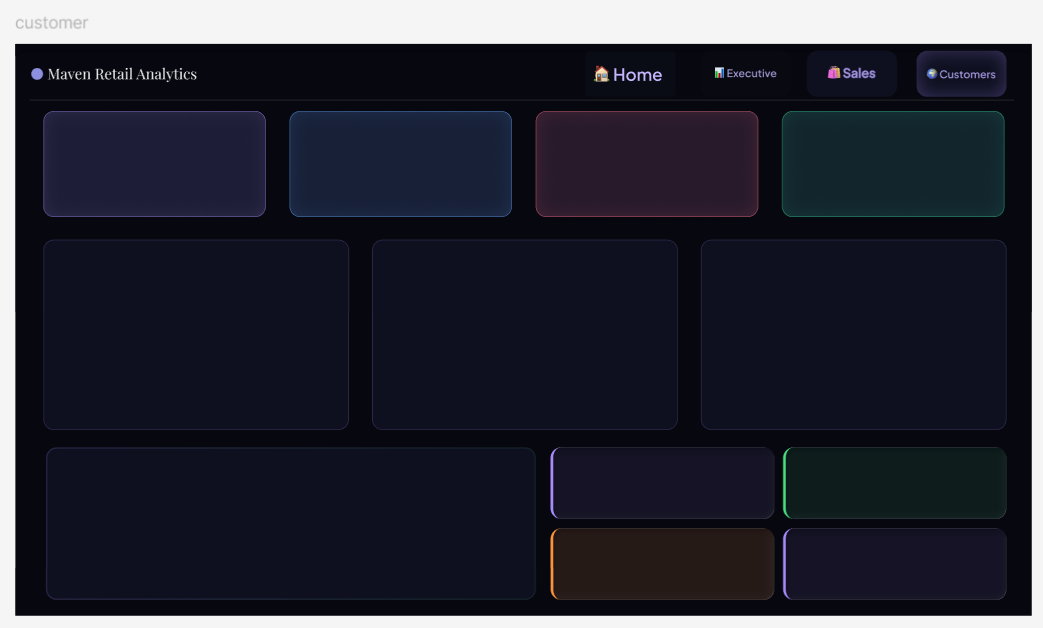 customer
Maven Retail Analytics
Home
Executive
Sales
Customers